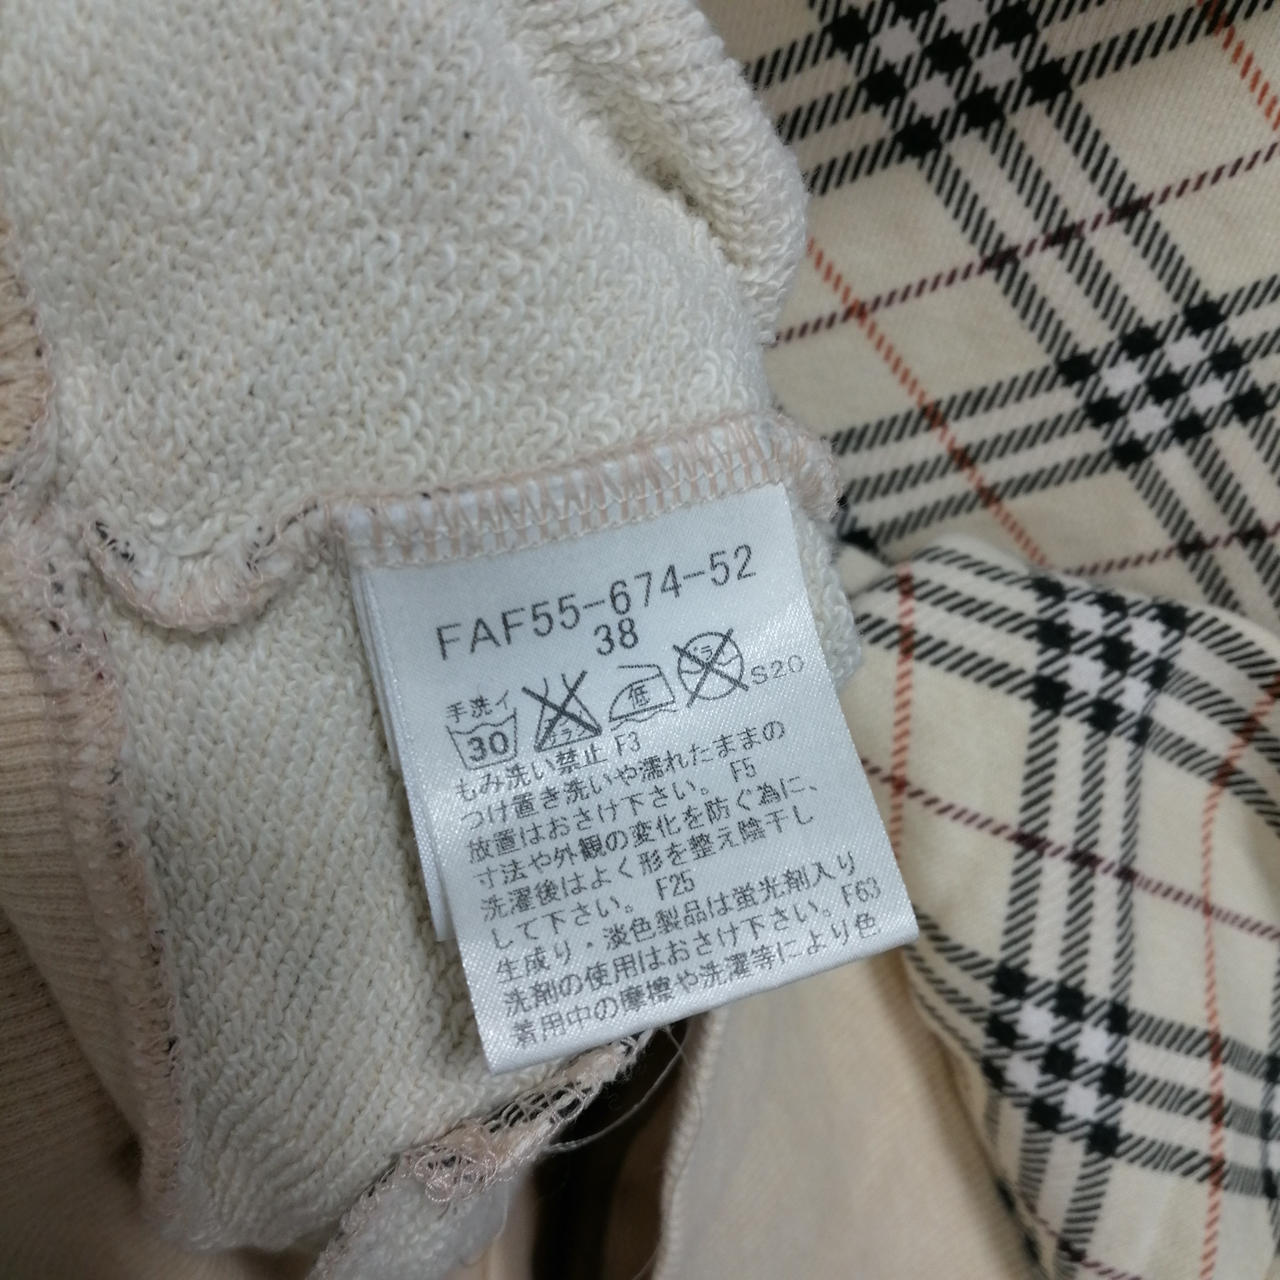 FAF55-674-52
38
手洗イ
30
エンソ
サラシ
低
ドライ
S20
もみ洗い禁止 F3
つけ置き洗いや濡れたままの
放置はおさけ下さい。 F5
寸法や外観の変化を防ぐ為に、
洗濯後はよく形を整え陰干し
して下さい。 F25
生成り・淡色製品は蛍光剤入り
洗剤の使用はおさけ下さい。F63
着用中の摩擦や洗濯等により色